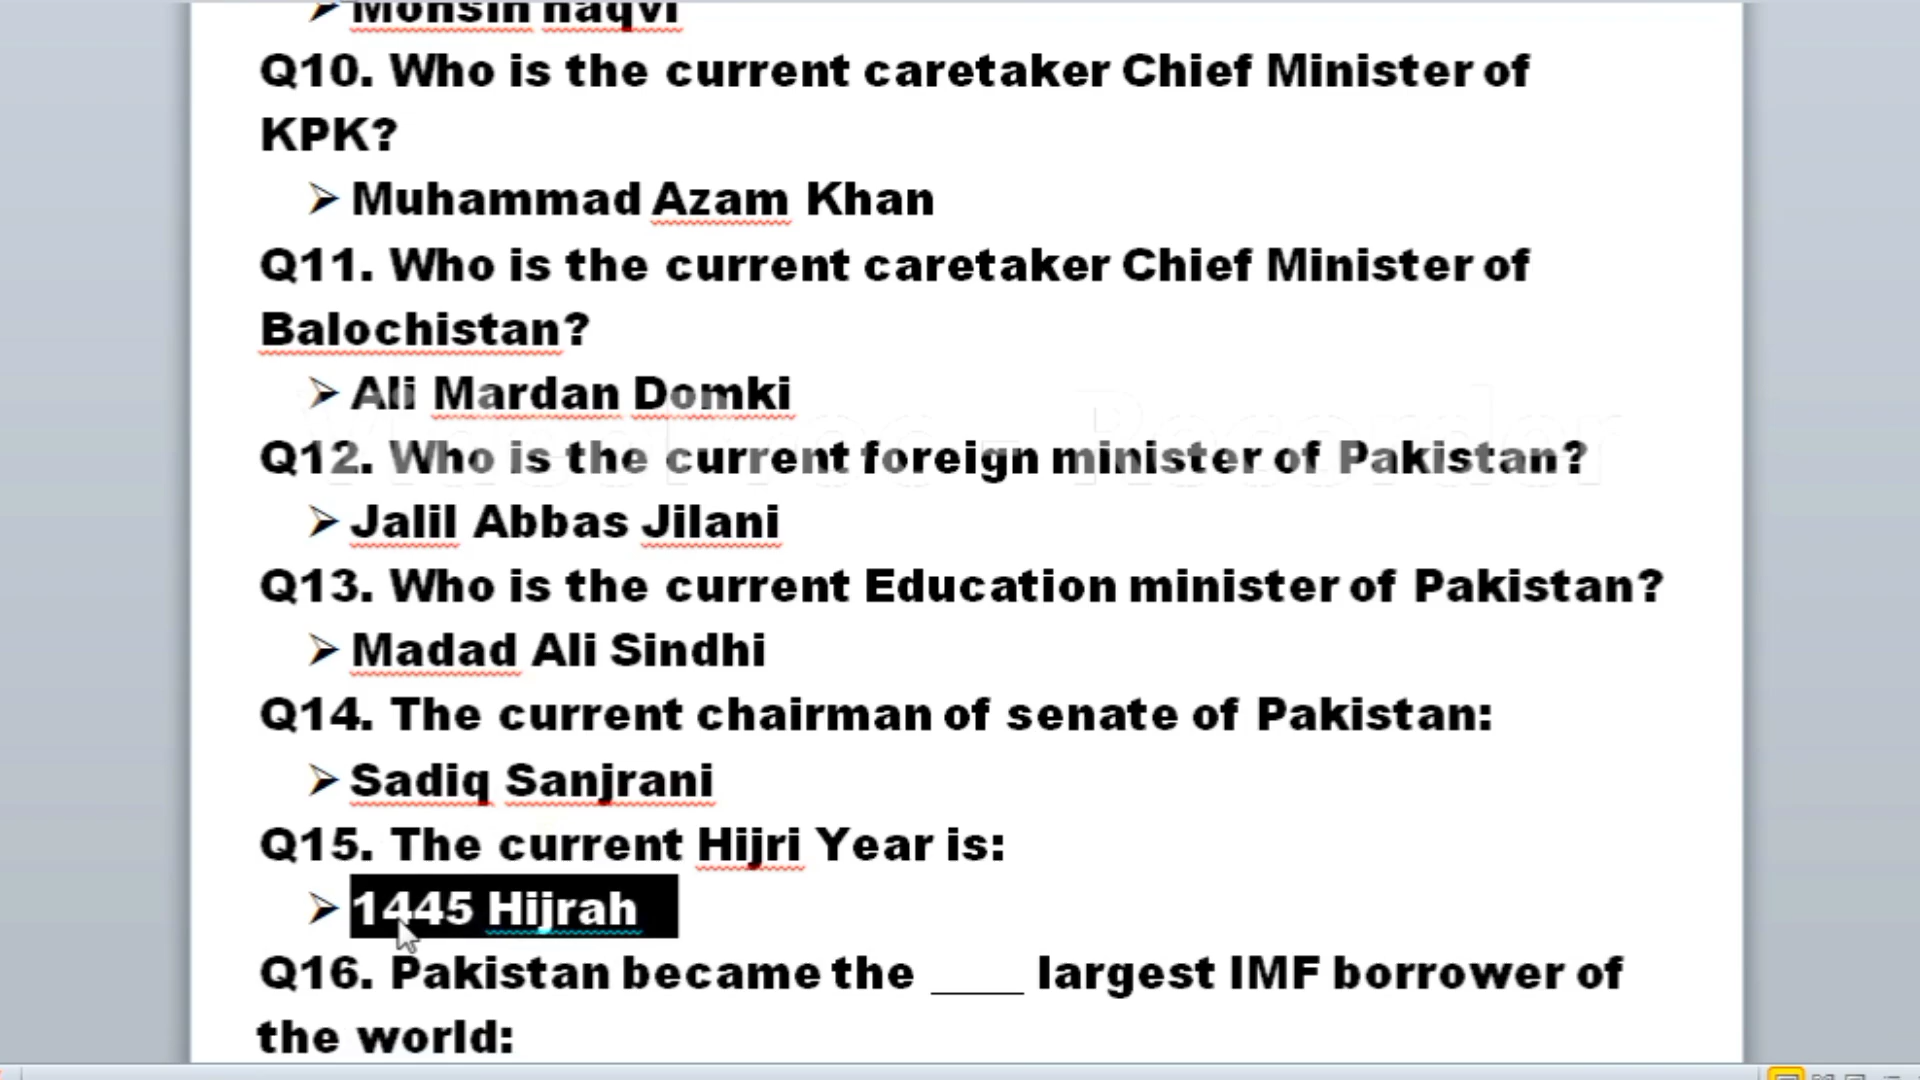 Mohsin naqvi
Q10. Who is the current caretaker Chief Minister of
KPK?
➢ Muhammad Azam Khan
Q11. Who is the current caretaker Chief Minister of
Balochistan?
➢ Ali Mardan Domki
Q12. Who is the current foreign minister of Pakistan?
➢ Jalil Abbas Jilani
Q13. Who is the current Education minister of Pakistan?
➢ Madad Ali Sindhi
Q14. The current chairman of senate of Pakistan:
➢ Sadiq Sanjrani
Q15. The current Hijri Year is:
➢ 1445 Hijrah
Q16. Pakistan became the ____ largest IMF borrower of
the world: